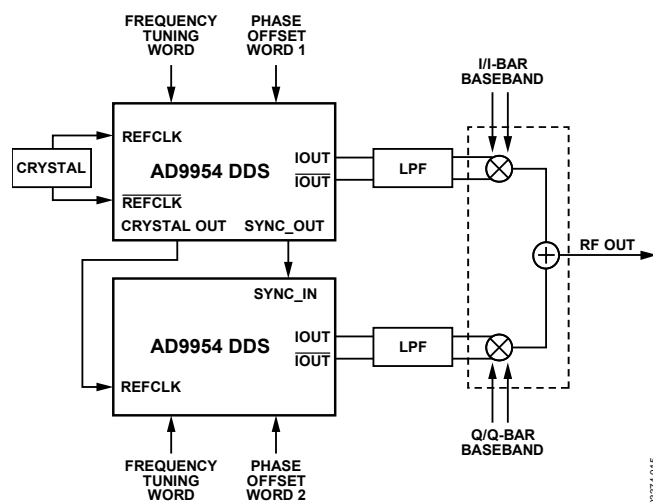 FREQUENCY
TUNING
WORD
PHASE
OFFSET
WORD 1
I/I-BAR
BASEBAND
REFCLK
CRYSTAL
AD9954 DDS
IOUT
IOUT
LPF
REFCLK
CRYSTAL OUT
SYNC_OUT
RF OUT
SYNC_IN
AD9954 DDS
IOUT
IOUT
LPF
REFCLK
FREQUENCY
TUNING
WORD
PHASE
OFFSET
WORD 2
Q/Q-BAR
BASEBAND